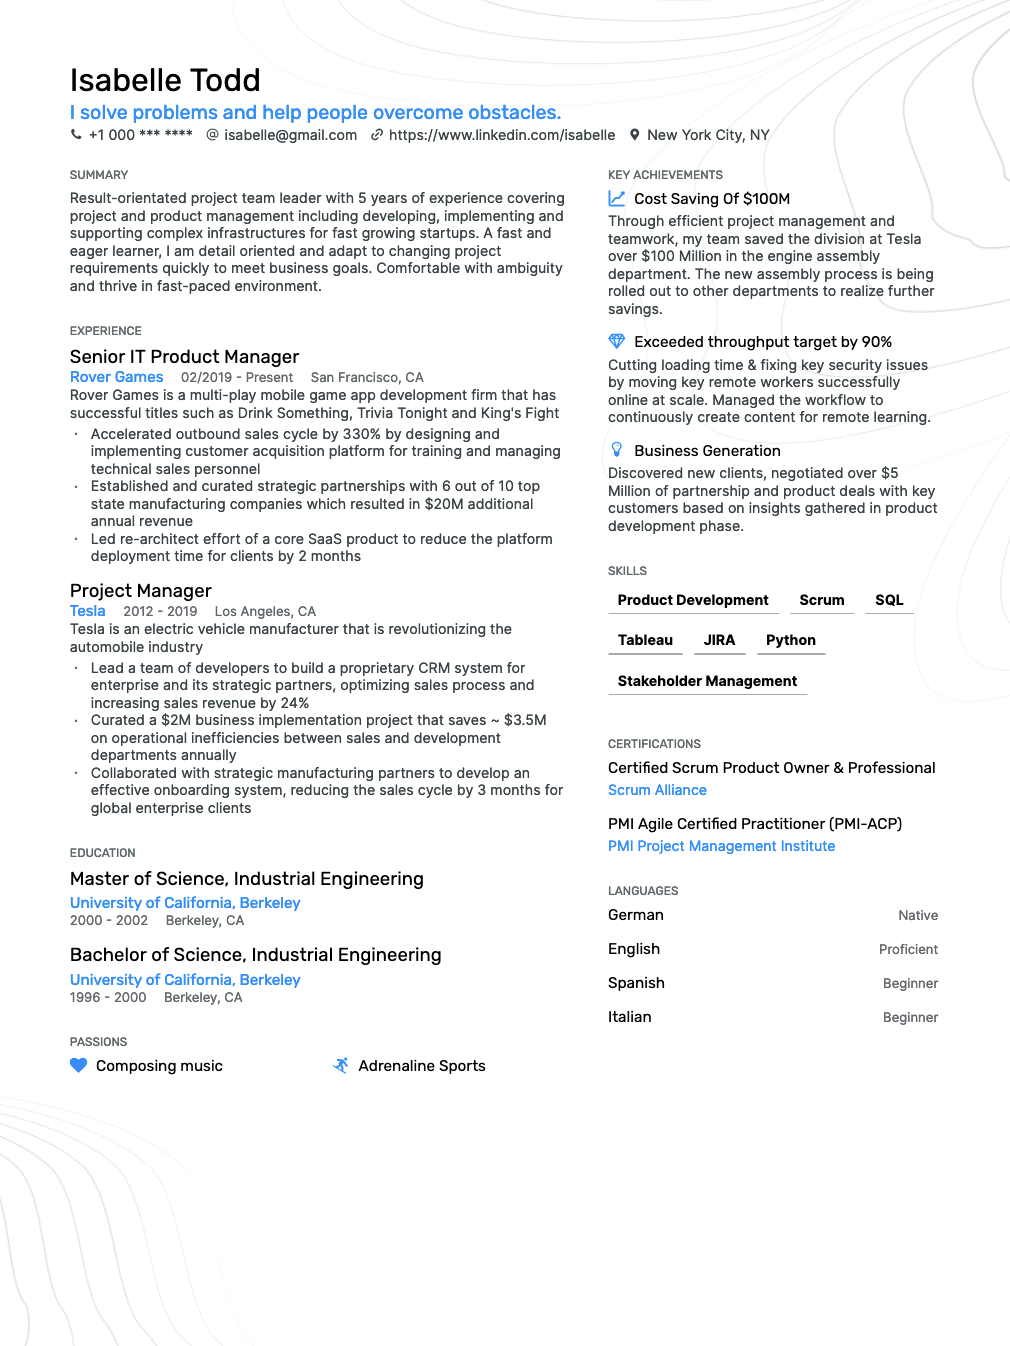 Isabelle Todd
I solve problems and help people overcome obstacles.
+1 000 *** **** isabelle@gmail.com https://www.linkedin.com/isabelle New York City, NY
SUMMARY
Result-orientated project team leader with 5 years of experience covering
project and product management including developing, implementing and
supporting complex infrastructures for fast growing startups. A fast and
eager learner, I am detail oriented and adapt to changing project
requirements quickly to meet business goals. Comfortable with ambiguity
and thrive in fast-paced environment.
EXPERIENCE
Senior IT Product Manager
Rover Games 02/2019 - Present San Francisco, CA
Rover Games is a multi-play mobile game app development firm that has
successful titles such as Drink Something, Trivia Tonight and King's Fight
· Accelerated outbound sales cycle by 330% by designing and
implementing customer acquisition platform for training and managing
technical sales personnel
· Established and curated strategic partnerships with 6 out of 10 top
state manufacturing companies which resulted in $20M additional
annual revenue
· Led re-architect effort of a core SaaS product to reduce the platform
deployment time for clients by 2 months
Project Manager
Tesla 2012 - 2019 Los Angeles, CA
Tesla is an electric vehicle manufacturer that is revolutionizing the
automobile industry
· Lead a team of developers to build a proprietary CRM system for
enterprise and its strategic partners, optimizing sales process and
increasing sales revenue by 24%
· Curated a $2M business implementation project that saves ~ $3.5M
on operational inefficiencies between sales and development
departments annually
· Collaborated with strategic manufacturing partners to develop an
effective onboarding system, reducing the sales cycle by 3 months for
global enterprise clients
EDUCATION
Master of Science, Industrial Engineering
University of California, Berkeley
2000 - 2002 Berkeley, CA
Bachelor of Science, Industrial Engineering
University of California, Berkeley
1996 - 2000 Berkeley, CA
PASSIONS
Composing music Adrenaline Sports
KEY ACHIEVEMENTS
Cost Saving Of $100M
Through efficient project management and
teamwork, my team saved the division at Tesla
over $100 Million in the engine assembly
department. The new assembly process is being
rolled out to other departments to realize further
savings.
Exceeded throughput target by 90%
Cutting loading time & fixing key security issues
by moving key remote workers successfully
online at scale. Managed the workflow to
continuously create content for remote learning.
Business Generation
Discovered new clients, negotiated over $5
Million of partnership and product deals with key
customers based on insights gathered in product
development phase.
SKILLS
Product Development Scrum SQL
Tableau JIRA Python
Stakeholder Management
CERTIFICATIONS
Certified Scrum Product Owner & Professional
Scrum Alliance
PMI Agile Certified Practitioner (PMI-ACP)
PMI Project Management Institute
LANGUAGES
German Native
English Proficient
Spanish Beginner
Italian Beginner